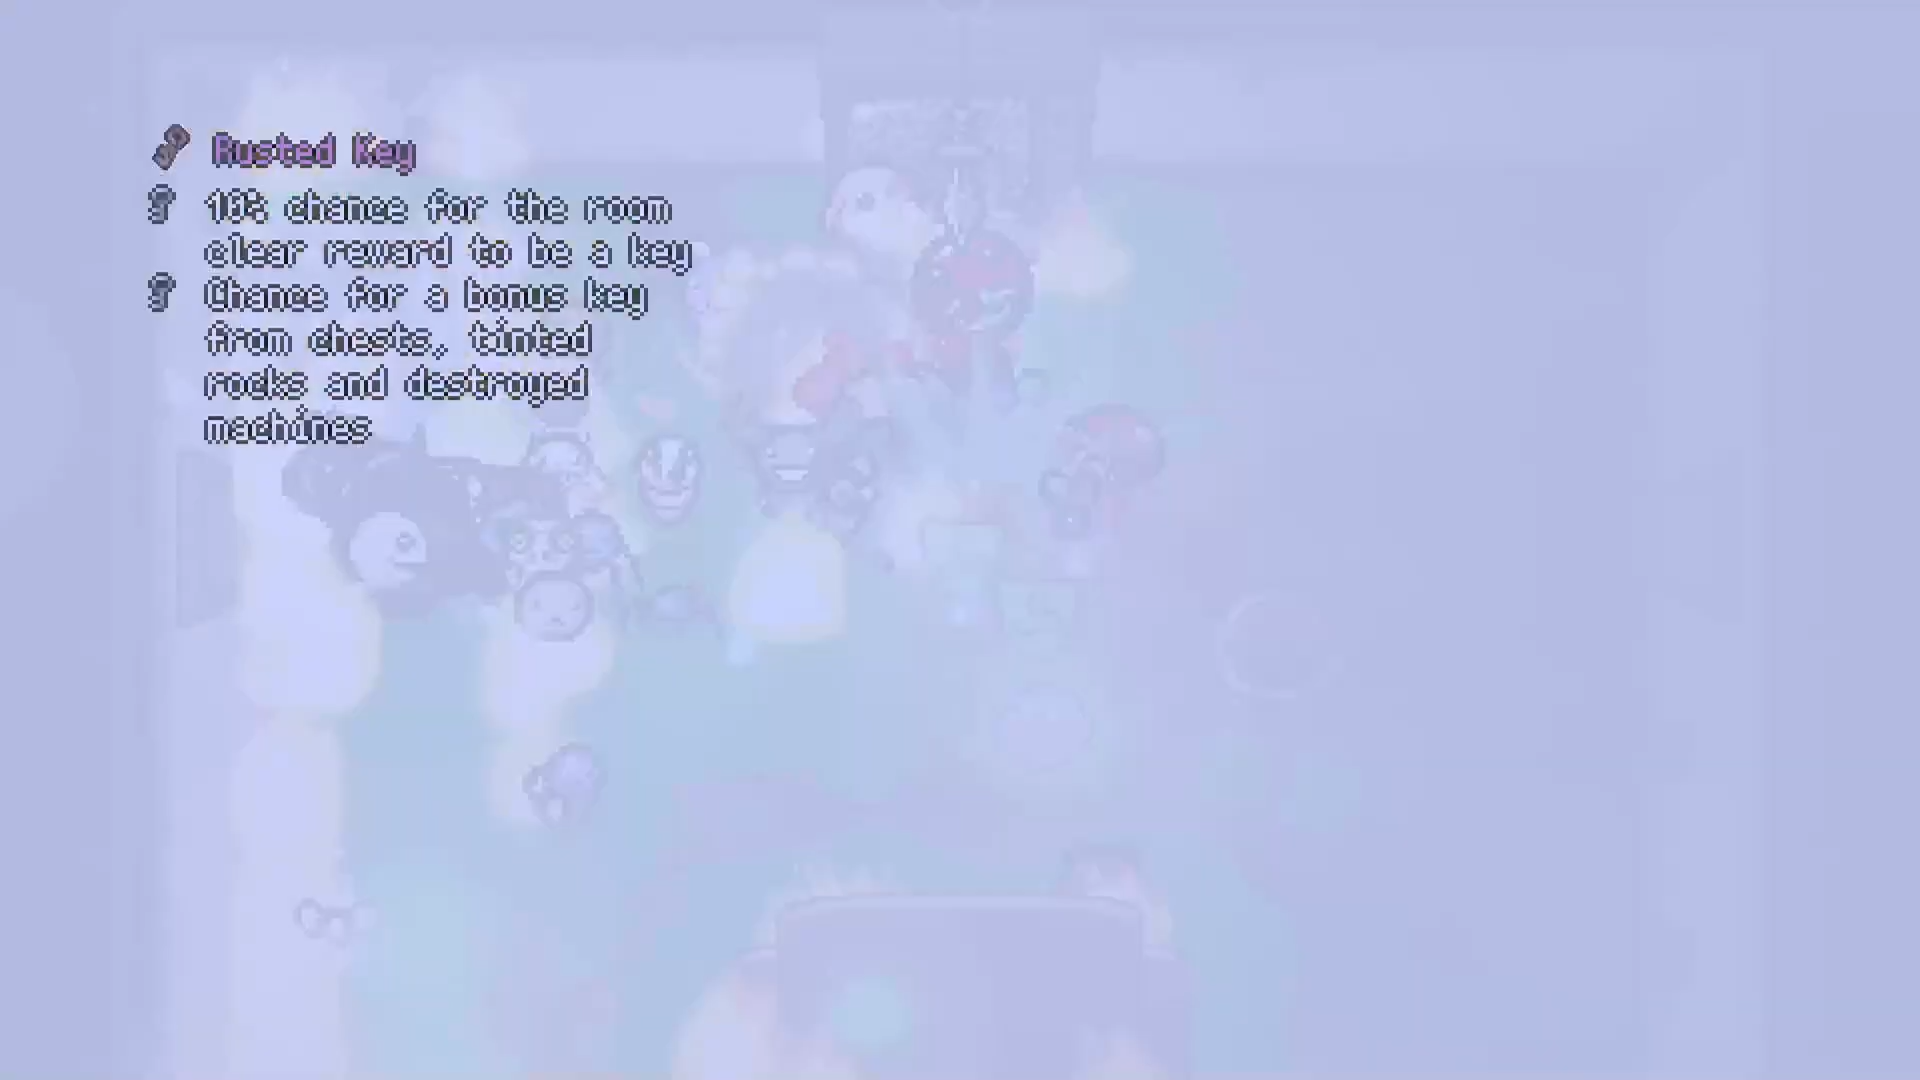 Rusted Key
10% chance for the room
clear reward to be a key
Chance for a bonus key
from chests, tinted
rocks and destroyed
machines